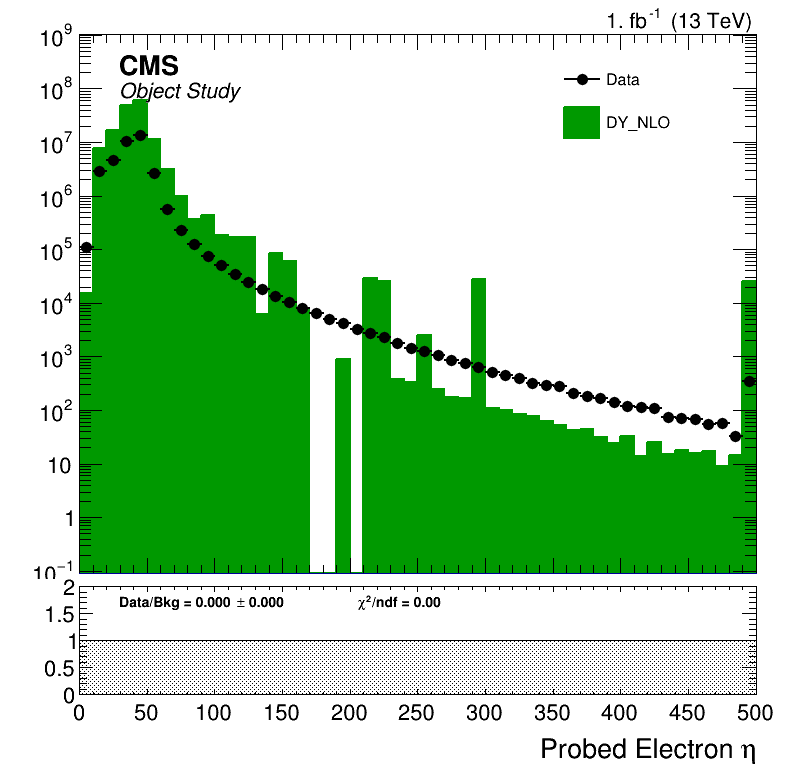 1. fb⁻¹ (13 TeV)
CMS
Object Study
Data
DY_NLO
10⁹
10⁸
10⁷
10⁶
10⁵
10⁴
10³
10²
10
1
10⁻¹
Data/Bkg = 0.000 ± 0.000 χ²/ndf = 0.00
2
1.5
1
0.5
0
0 50 100 150 200 250 300 350 400 450 500
Probed Electron η